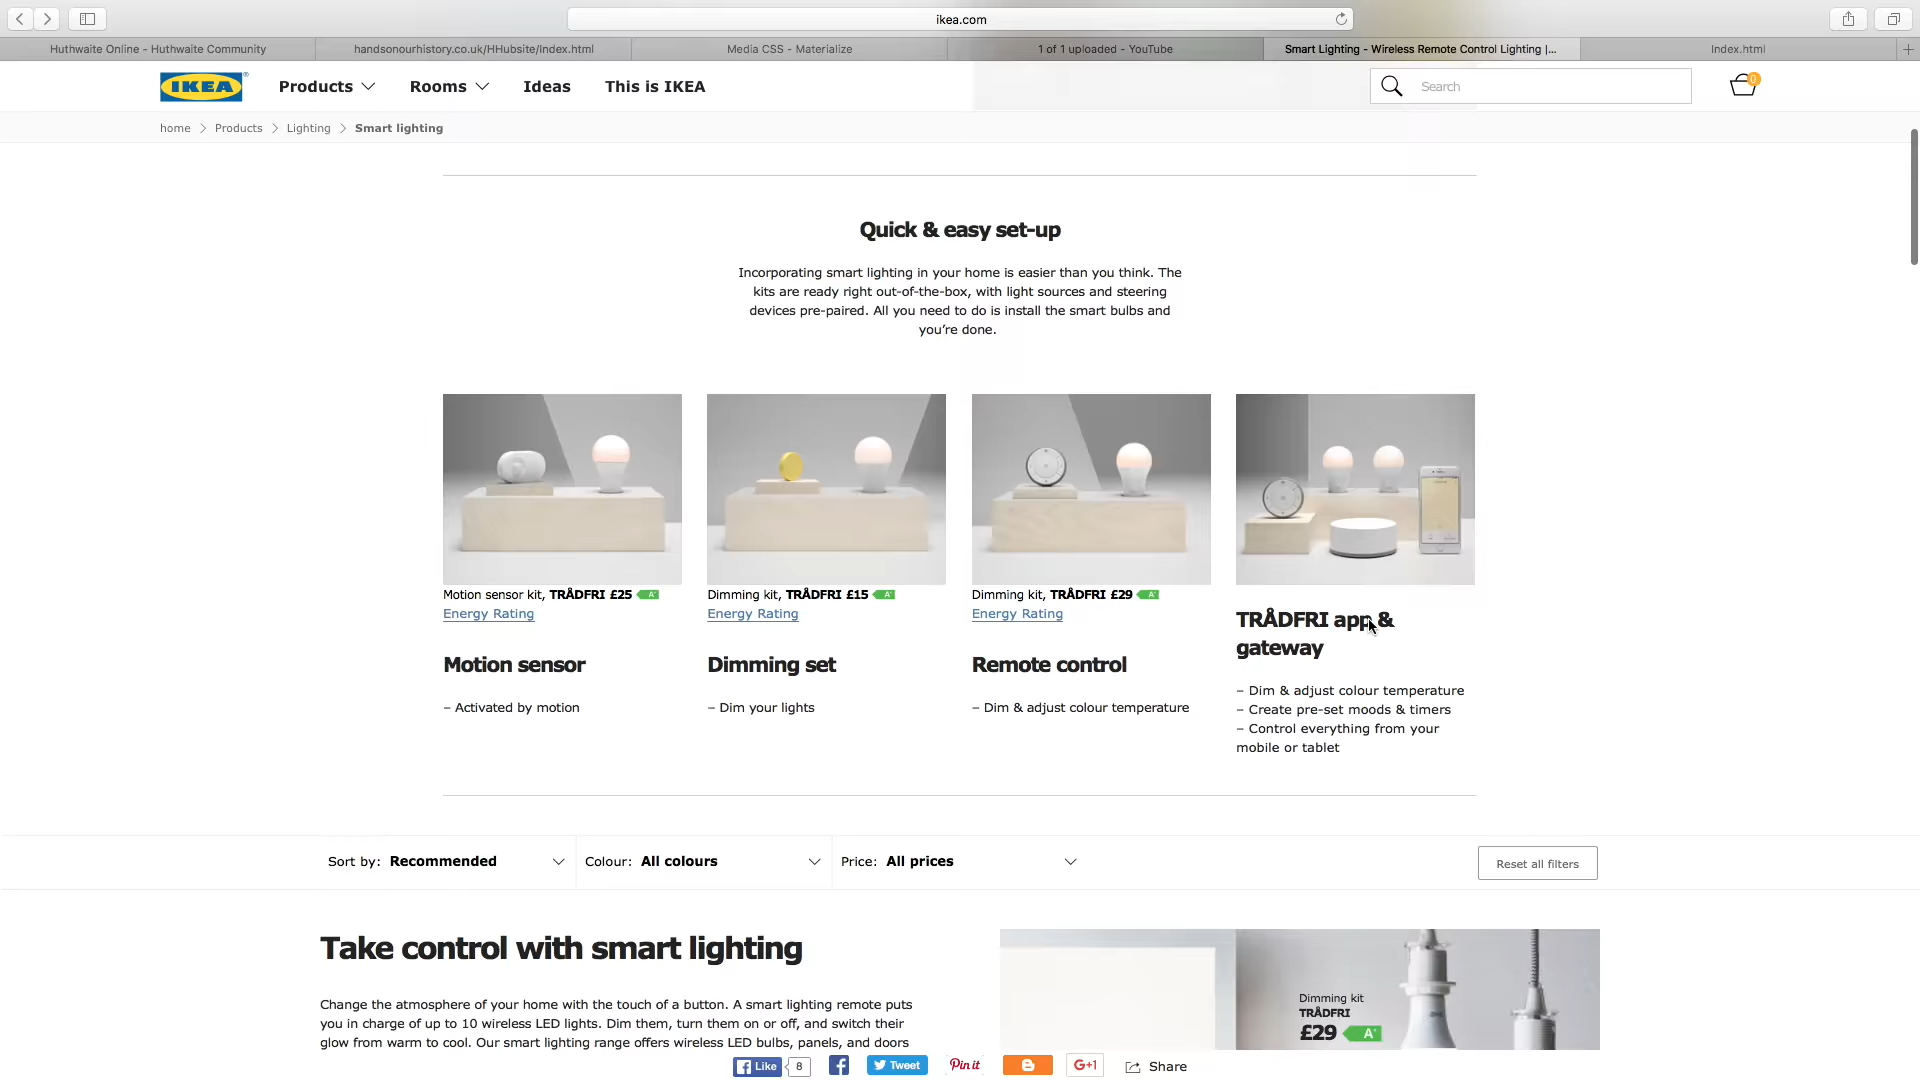 ikea.com
Huthwaite Online - Huthwaite Community
handsonourhistory.co.uk/HHubsite/Index.html
Media CSS - Materialize
1 of 1 uploaded - YouTube
Smart Lighting - Wireless Remote Control Lighting |...
Index.html
IKEA
Products
Rooms
Ideas
This is IKEA
Search
0
home > Products > Lighting > Smart lighting
Quick & easy set-up
Incorporating smart lighting in your home is easier than you think. The
kits are ready right out-of-the-box, with light sources and steering
devices pre-paired. All you need to do is install the smart bulbs and
you’re done.
Motion sensor kit, TRÅDFRI £25 A+
Energy Rating
Motion sensor
– Activated by motion
Dimming kit, TRÅDFRI £15 A+
Energy Rating
Dimming set
– Dim your lights
Dimming kit, TRÅDFRI £29 A+
Energy Rating
Remote control
– Dim & adjust colour temperature
TRÅDFRI app &
gateway
– Dim & adjust colour temperature
– Create pre-set moods & timers
– Control everything from your
mobile or tablet
Sort by: Recommended
Colour: All colours
Price: All prices
Reset all filters
Take control with smart lighting
Change the atmosphere of your home with the touch of a button. A smart lighting remote puts
you in charge of up to 10 wireless LED lights. Dim them, turn them on or off, and switch their
glow from warm to cool. Our smart lighting range offers wireless LED bulbs, panels, and doors
Dimming kit
TRÅDFRI
£29 A+
Like 8
Tweet
Pin it
G+1
Share